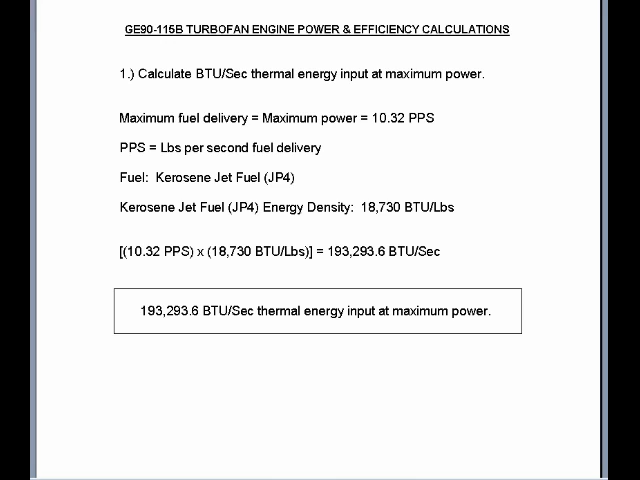 GE90-115B TURBOFAN ENGINE POWER & EFFICIENCY CALCULATIONS
1.) Calculate BTU/Sec thermal energy input at maximum power.
Maximum fuel delivery = Maximum power = 10.32 PPS
PPS = Lbs per second fuel delivery
Fuel: Kerosene Jet Fuel (JP4)
Kerosene Jet Fuel (JP4) Energy Density: 18,730 BTU/Lbs
[(10.32 PPS) x (18,730 BTU/Lbs)] = 193,293.6 BTU/Sec
193,293.6 BTU/Sec thermal energy input at maximum power.